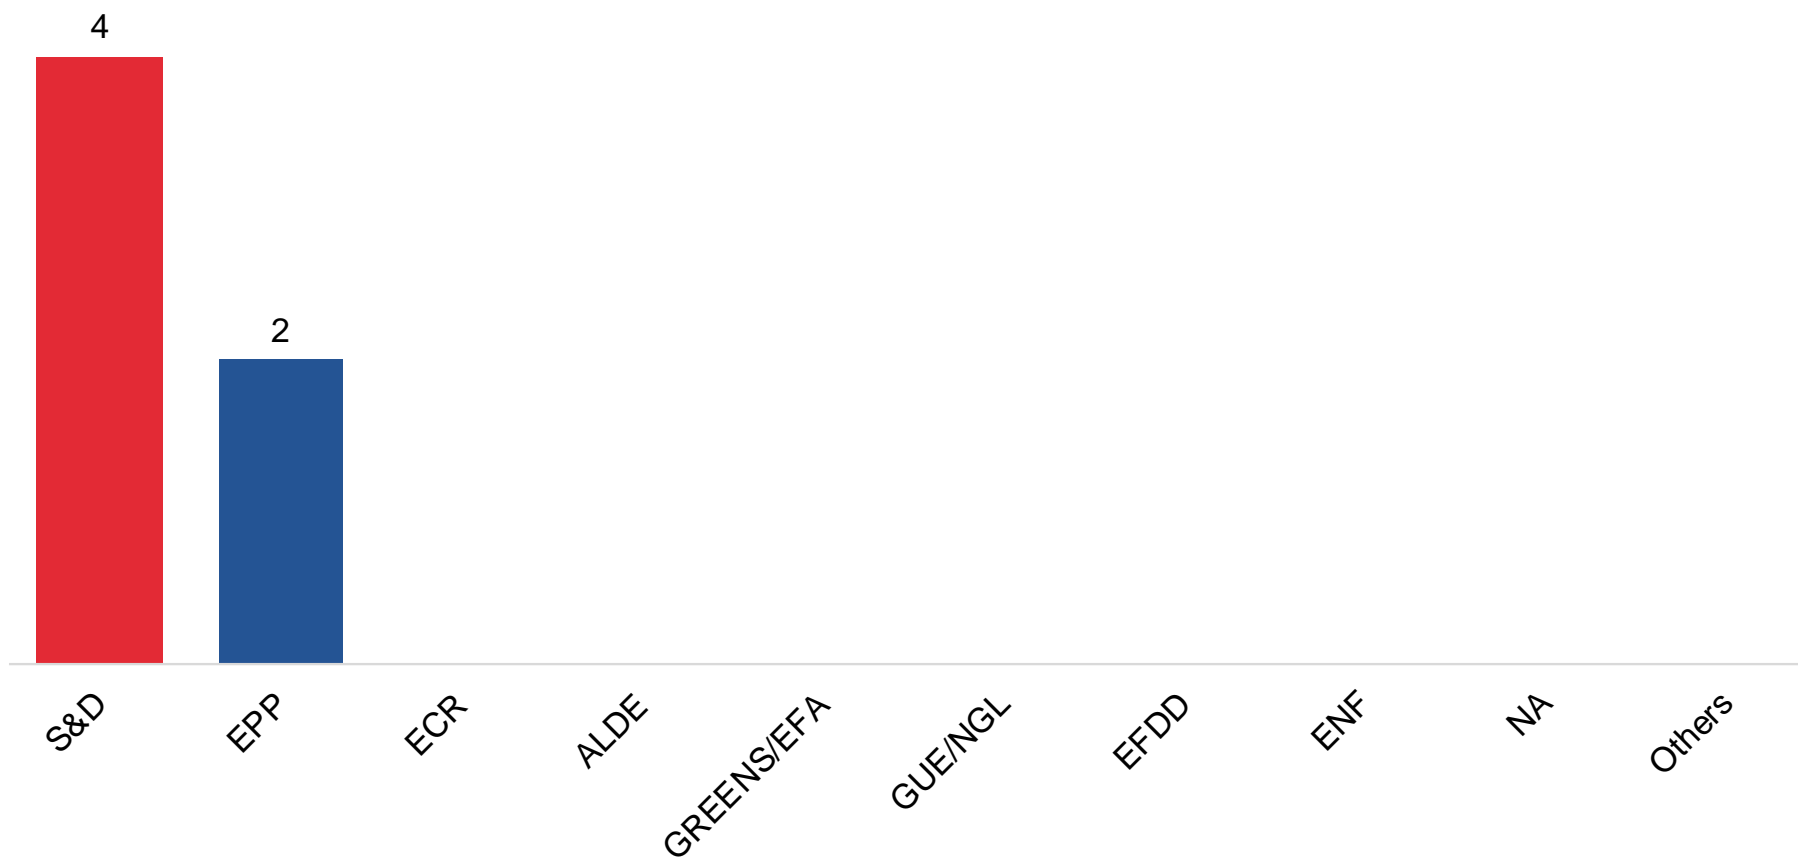 4
2
S&D
EPP
ECR
ALDE
GREENS/EFA
GUE/NGL
EFDD
ENF
NA
Others